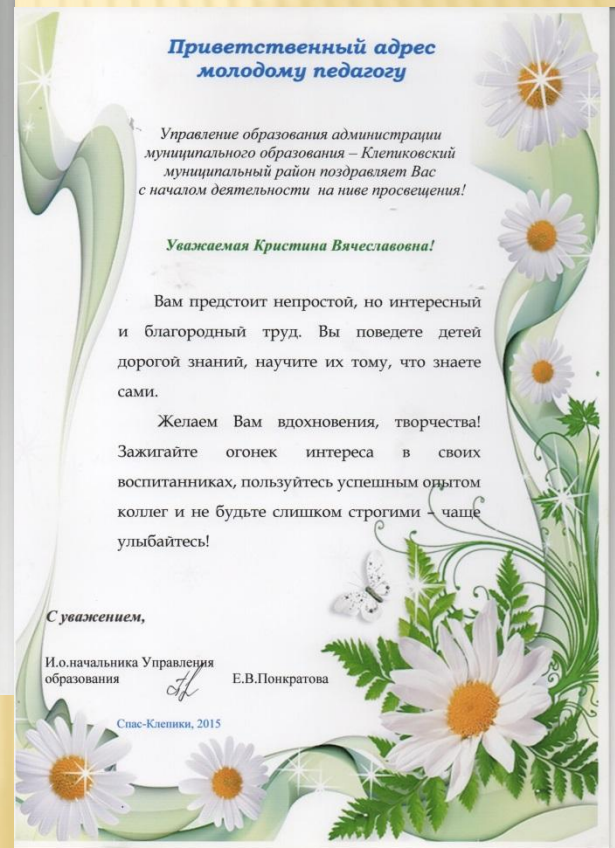 Приветственный адрес
молодому педагогу
Управление образования администрации
муниципального образования – Клепиковский
муниципальный район поздравляет Вас
с началом деятельности на ниве просвещения!
Уважаемая Кристина Вячеславовна!
Вам предстоит непростой, но интересный
и благородный труд. Вы поведете детей
дорогой знаний, научите их тому, что знаете
сами.
Желаем Вам вдохновения, творчества!
Зажигайте огонек интереса в своих
воспитанниках, пользуйтесь успешным опытом
коллег и не будьте слишком строгими – чаще
улыбайтесь!
С уважением,
И.о.начальника Управления
образования Е.В.Понкратова
Спас-Клепики, 2015